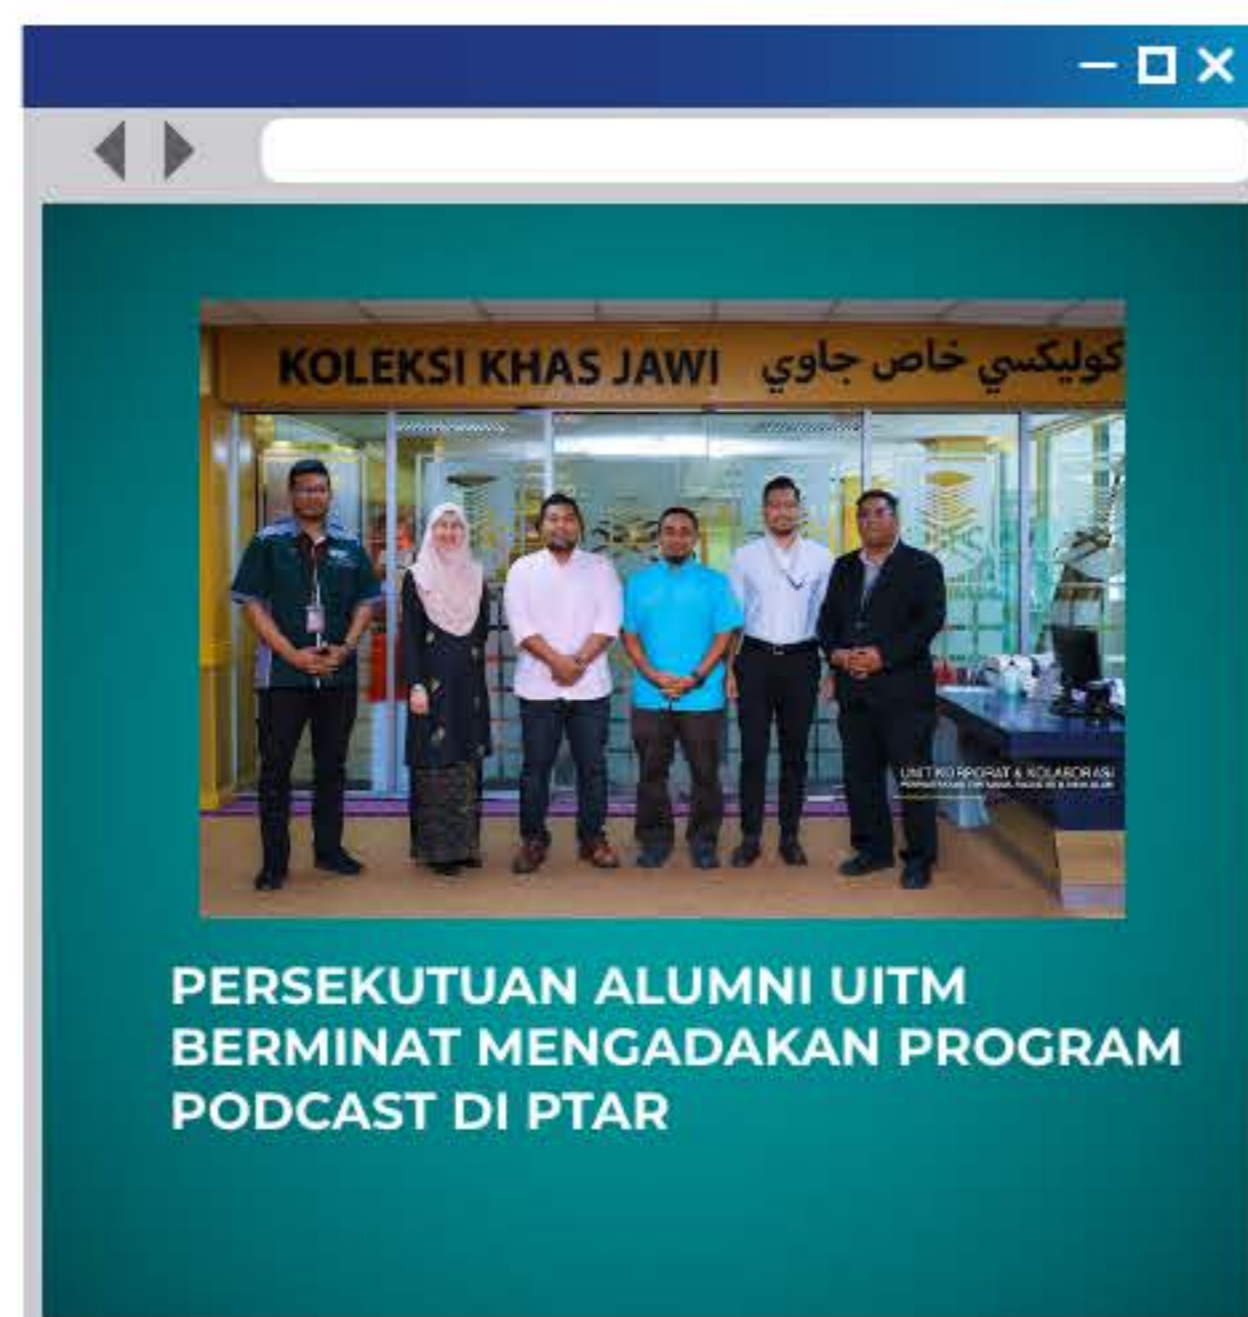 KOLEKSI KHAS JAWI كوليكسي خاص جاوي
UNIT KORPORAT & KOLABORASI
PERSEKUTUAN ALUMNI UITM
BERMINAT MENGADAKAN PROGRAM
PODCAST DI PTAR